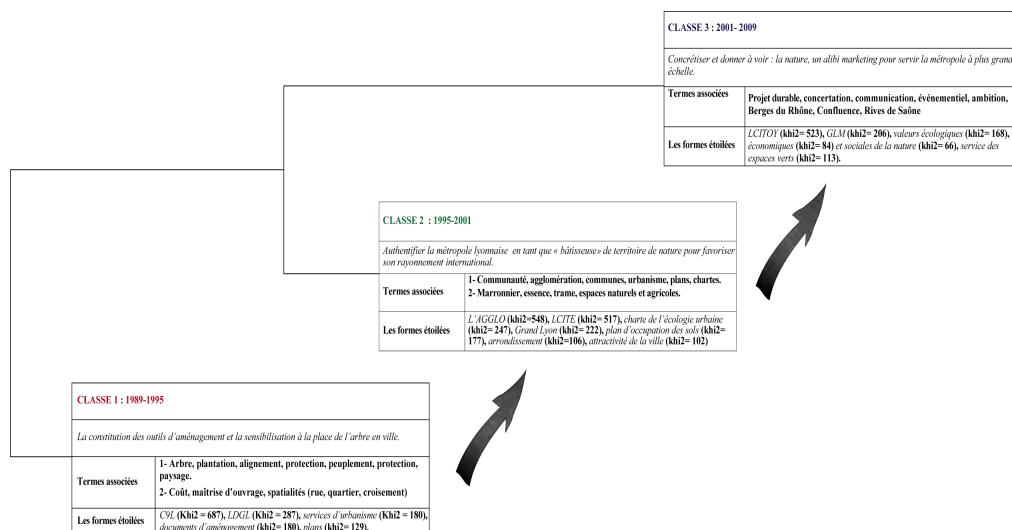 CLASSE 3 : 2001- 2009
Concrétiser et donner à voir : la nature, un alibi marketing pour servir la métropole à plus grand
échelle.
Termes associées
Projet durable, concertation, communication, événementiel, ambition,
Berges du Rhône, Confluence, Rives de Saône
Les formes étoilées
LCITOY (khi2= 523), GLM (khi2= 206), valeurs écologiques (khi2= 168),
économiques (khi2= 84) et sociales de la nature (khi2= 66), service des
espaces verts (khi2= 113).
CLASSE 2 : 1995-2001
Authentifier la métropole lyonnaise en tant que « bâtisseuse» de territoire de nature pour favoriser
son rayonnement international.
Termes associées
1- Communauté, agglomération, communes, urbanisme, plans, chartes.
2- Marronnier, essence, trame, espaces naturels et agricoles.
Les formes étoilées
L'AGGLO (khi2=548), LCITE (khi2= 517), charte de l'écologie urbaine
(khi2= 247), Grand Lyon (khi2= 222), plan d'occupation des sols (khi2=
177), arrondissement (khi2=106), attractivité de la ville (khi2= 102)
CLASSE 1 : 1989-1995
La constitution des outils d'aménagement et la sensibilisation à la place de l'arbre en ville.
Termes associées
1- Arbre, plantation, alignement, protection, peuplement, protection,
paysage.
2- Coût, maîtrise d'ouvrage, spatialités (rue, quartier, croisement)
Les formes étoilées
C9L (Khi2 = 687), LDGL (Khi2 = 287), services d'urbanisme (Khi2 = 180),
documents d'aménagement (khi2= 180), plans (khi2= 129).